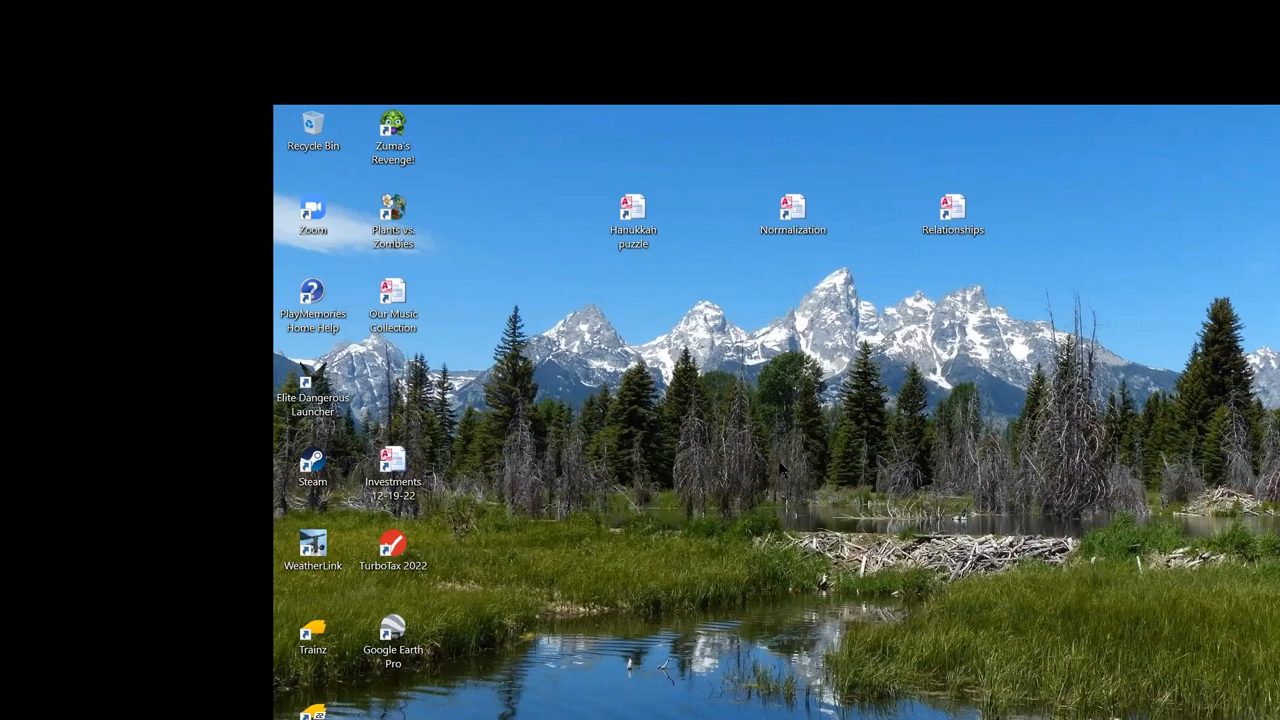 Recycle Bin
Zuma's
Revenge!
Zoom
Plants vs.
Zombies
Hanukkah
puzzle
Normalization
Relationships
PlayMemories
Home Help
Our Music
Collection
Elite Dangerous
Launcher
Steam
Investments
12-19-22
WeatherLink
TurboTax 2022
Trainz
Google Earth
Pro
22